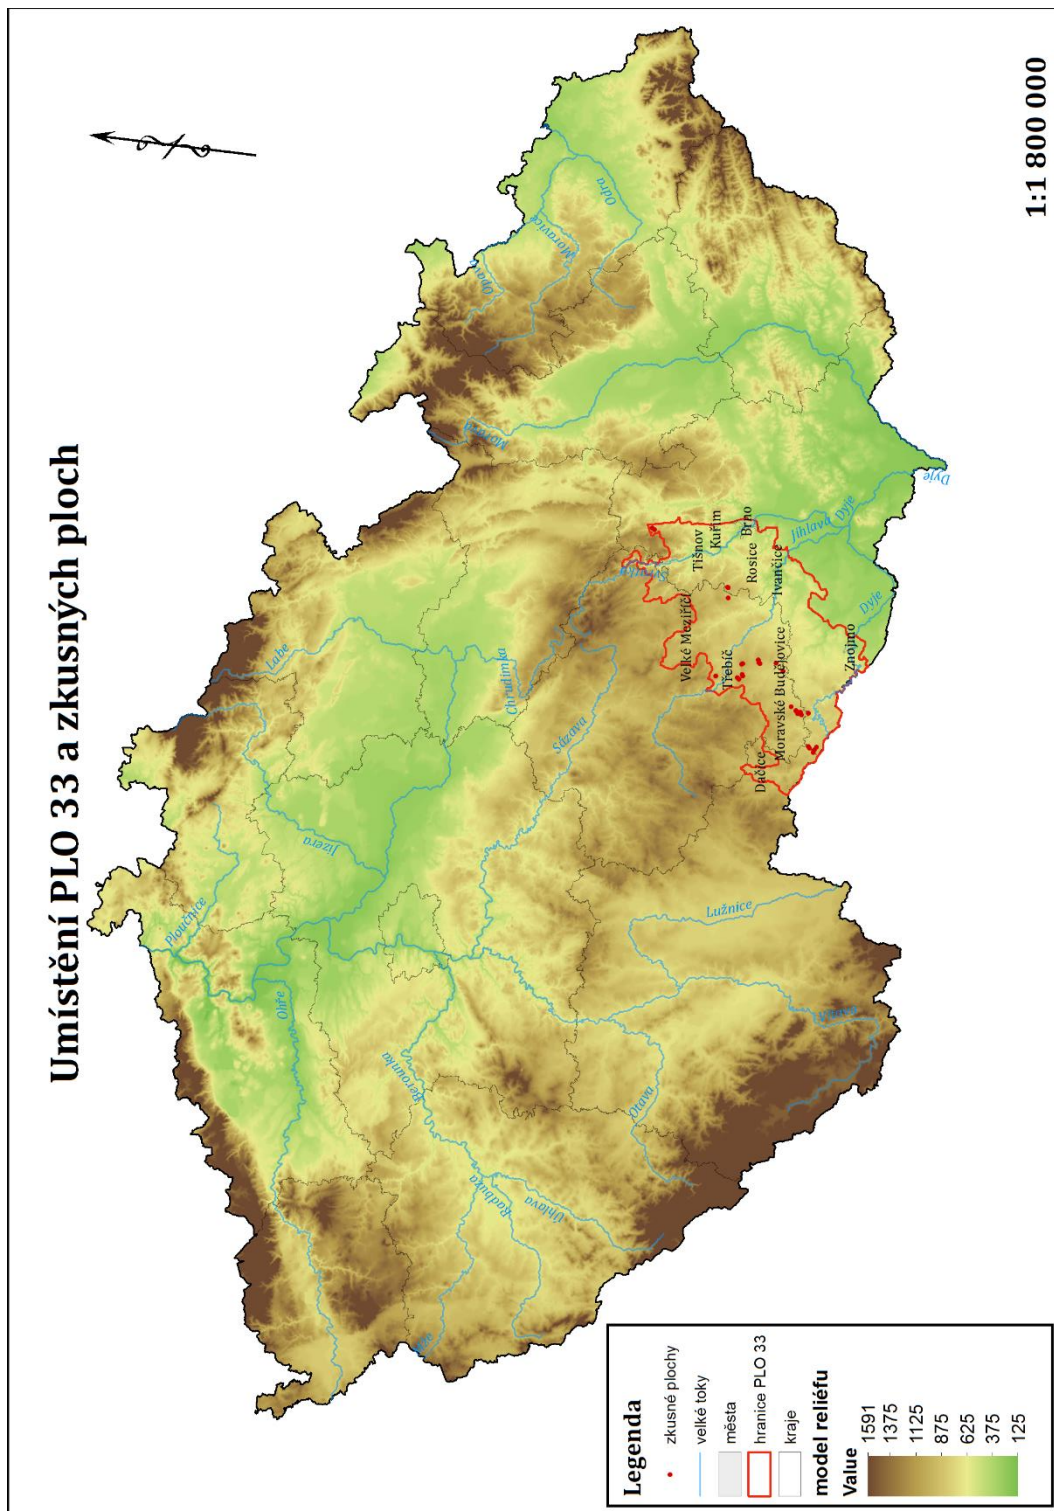 Umístění PLO 33 a zkusných ploch
Ploučnice
Labe
Jizera
Ohře
Opava
Moravice
Odra
Morava
Chrudimka
Sázava
Berounka
Radbuza
Úhlava
Otava
Lužnice
Vltava
Svratka
Tišnov
Kuřim
Velké Meziříčí
Rosice
Brno
Třebíč
Ivančice
Jihlava
Dyje
Dyje
Dačice
Moravské Budějovice
Znojmo
Dyje
Legenda
zkusné plochy
velké toky
města
hranice PLO 33
kraje
model reliéfu
Value
1591
1375
1125
875
625
375
125
1:1 800 000